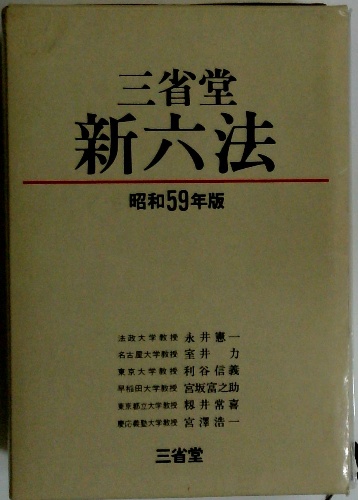 三省堂
新六法
昭和59年版
法政大学教授 永井憲一
名古屋大学教授 室井 力
東京大学教授 利谷信義
早稲田大学教授 宮坂富之助
東京都立大学教授 籾井常喜
慶応義塾大学教授 宮澤浩一
三省堂